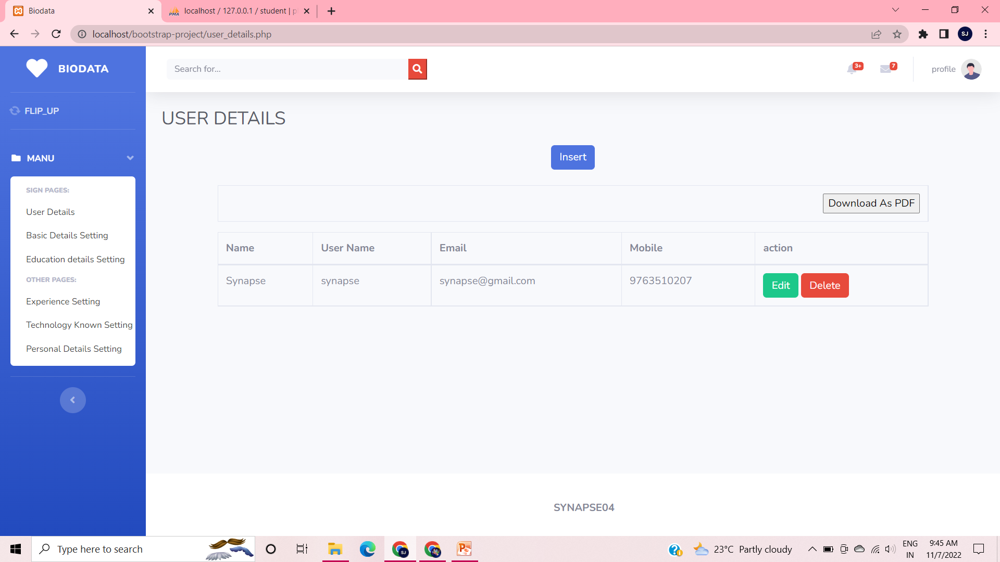 Biodata
localhost / 127.0.0.1 / student | p
localhost/bootstrap-project/user_details.php
SJ
BIODATA
Search for...
3+
7
profile
FLIP_UP
USER DETAILS
Insert
MANU
SIGN PAGES:
User Details
Basic Details Setting
Education details Setting
OTHER PAGES:
Experience Setting
Technology Known Setting
Personal Details Setting
Download As PDF
Name User Name Email Mobile action
Synapse synapse synapse@gmail.com 9763510207 Edit Delete
SYNAPSE04
Type here to search
23°C Partly cloudy
ENG
IN
9:45 AM
11/7/2022